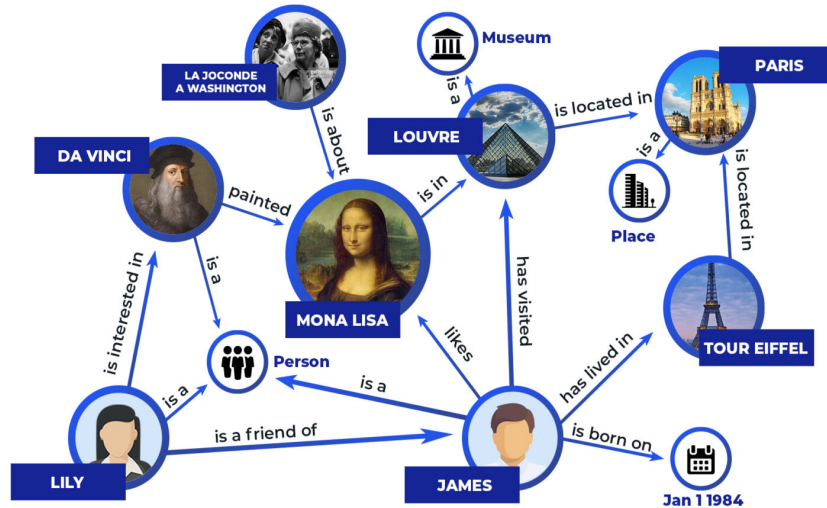 Museum
PARIS
LA JOCONDE
A WASHINGTON
is a
is located in
LOUVRE
is about
is a
is located in
DA VINCI
painted
is in
Place
is a
has visited
MONA LISA
is interested in
likes
TOUR EIFFEL
Person
has lived in
is a
is a
is a friend of
is born on
LILY
JAMES
Jan 1 1984